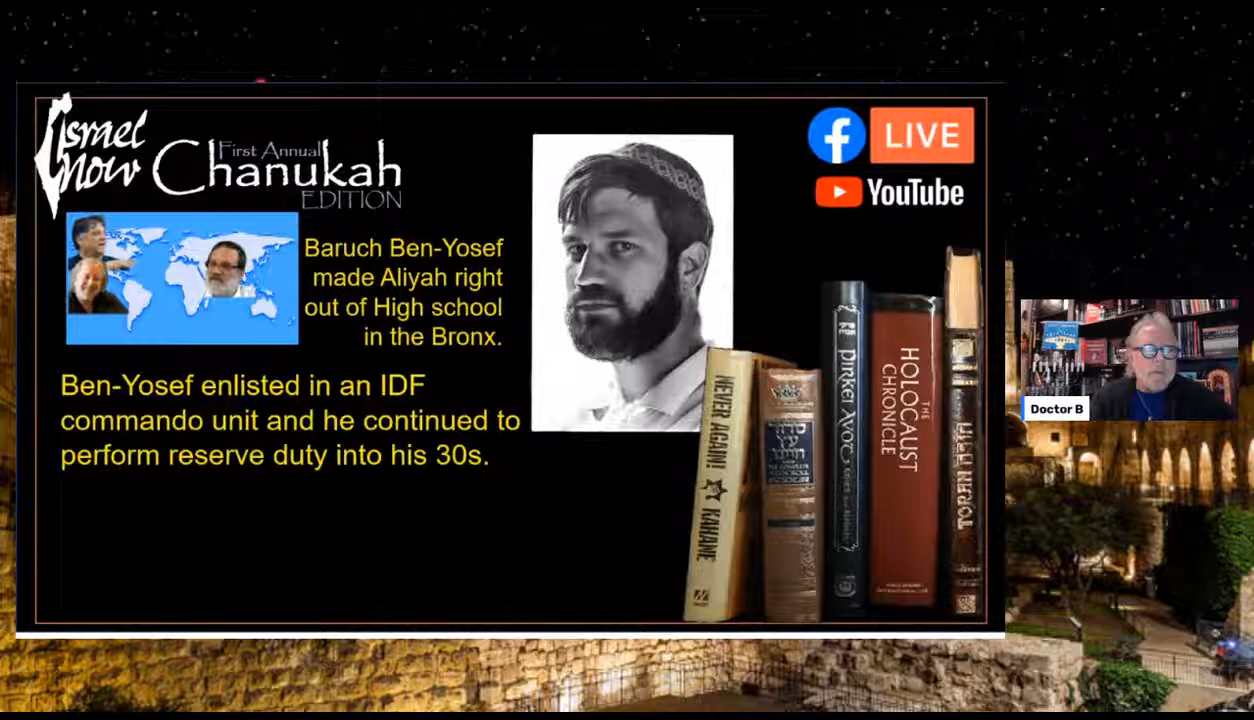 Israel
Now
First Annual
Chanukah
EDITION
LIVE
YouTube
Baruch Ben-Yosef
made Aliyah right
out of High school
in the Bronx.
Ben-Yosef enlisted in an IDF
commando unit and he continued to
perform reserve duty into his 30s.
NEVER AGAIN!
KAHANE
PIRKEI AVOT
THE
HOLOCAUST
CHRONICLE
Doctor B